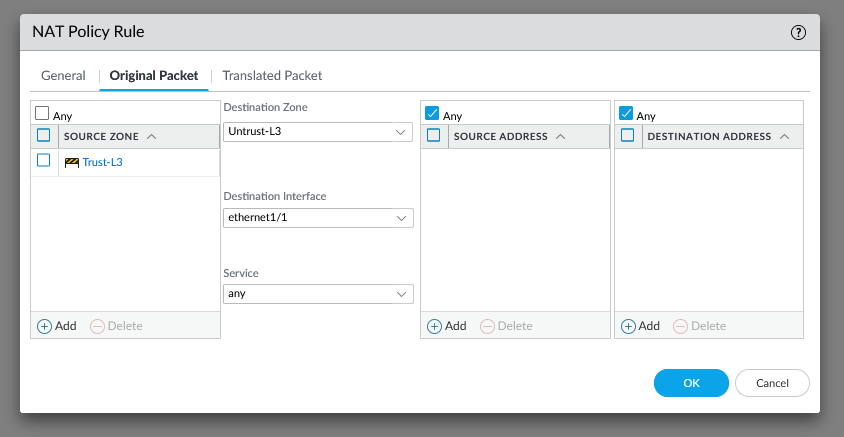 NAT Policy Rule
?
General
Original Packet
Translated Packet
Any
SOURCE ZONE
Trust-L3
Add
Delete
Destination Zone
Untrust-L3
Destination Interface
ethernet1/1
Service
any
Any
SOURCE ADDRESS
Add
Delete
Any
DESTINATION ADDRESS
Add
Delete
OK
Cancel